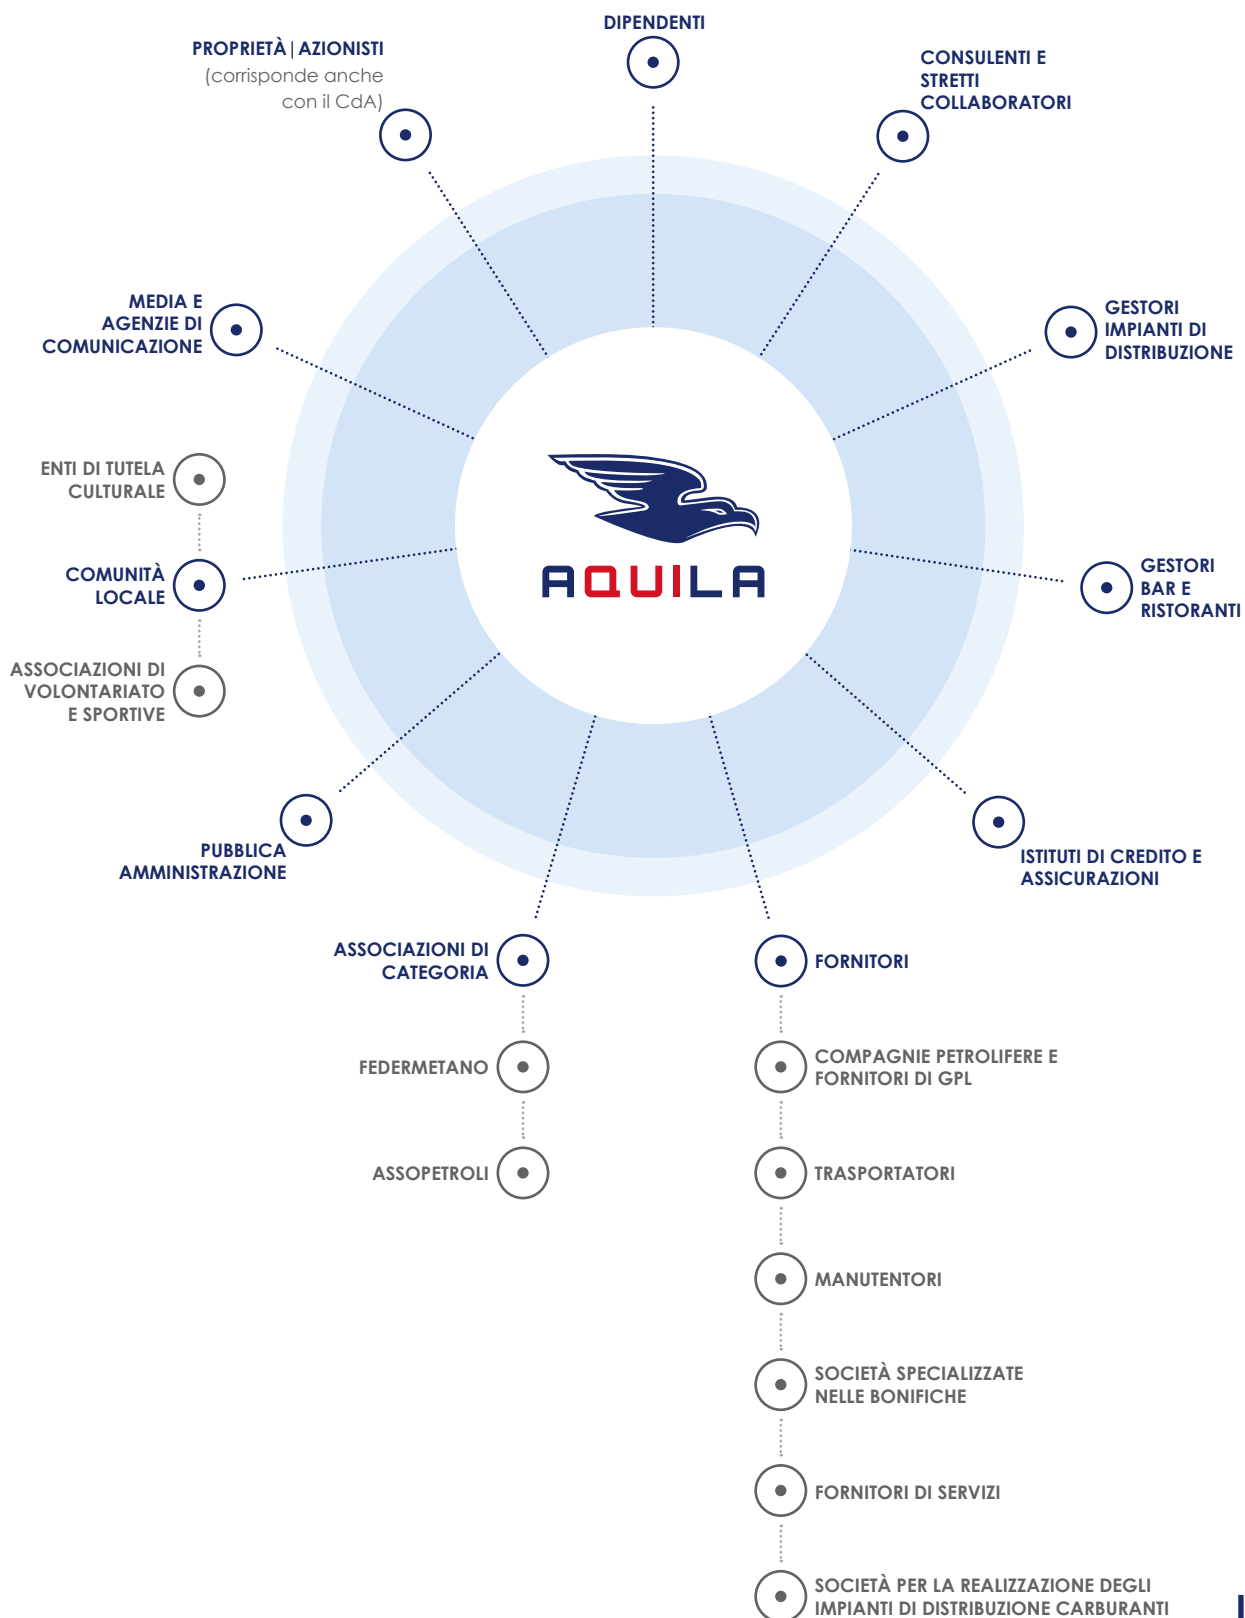 DIPENDENTI
PROPRIETÀ|AZIONISTI
(corrisponde anche
con il CdA)
CONSULENTI E
STRETTI
COLLABORATORI
MEDIA E
AGENZIE DI
COMUNICAZIONE
GESTORI
IMPIANTI DI
DISTRIBUZIONE
ENTI DI TUTELA
CULTURALE
COMUNITÀ
LOCALE
ASSOCIAZIONI DI
VOLONTARIATO
E SPORTIVE
AQUILA
GESTORI
BAR E
RISTORANTI
PUBBLICA
AMMINISTRAZIONE
ISTITUTI DI CREDITO E
ASSICURAZIONI
ASSOCIAZIONI DI
CATEGORIA
FEDERMETANO
ASSOPETROLI
FORNITORI
COMPAGNIE PETROLIFERE E
FORNITORI DI GPL
TRASPORTATORI
MANUTENTORI
SOCIETÀ SPECIALIZZATE
NELLE BONIFICHE
FORNITORI DI SERVIZI
SOCIETÀ PER LA REALIZZAZIONE DEGLI
IMPIANTI DI DISTRIBUZIONE CARBURANTI